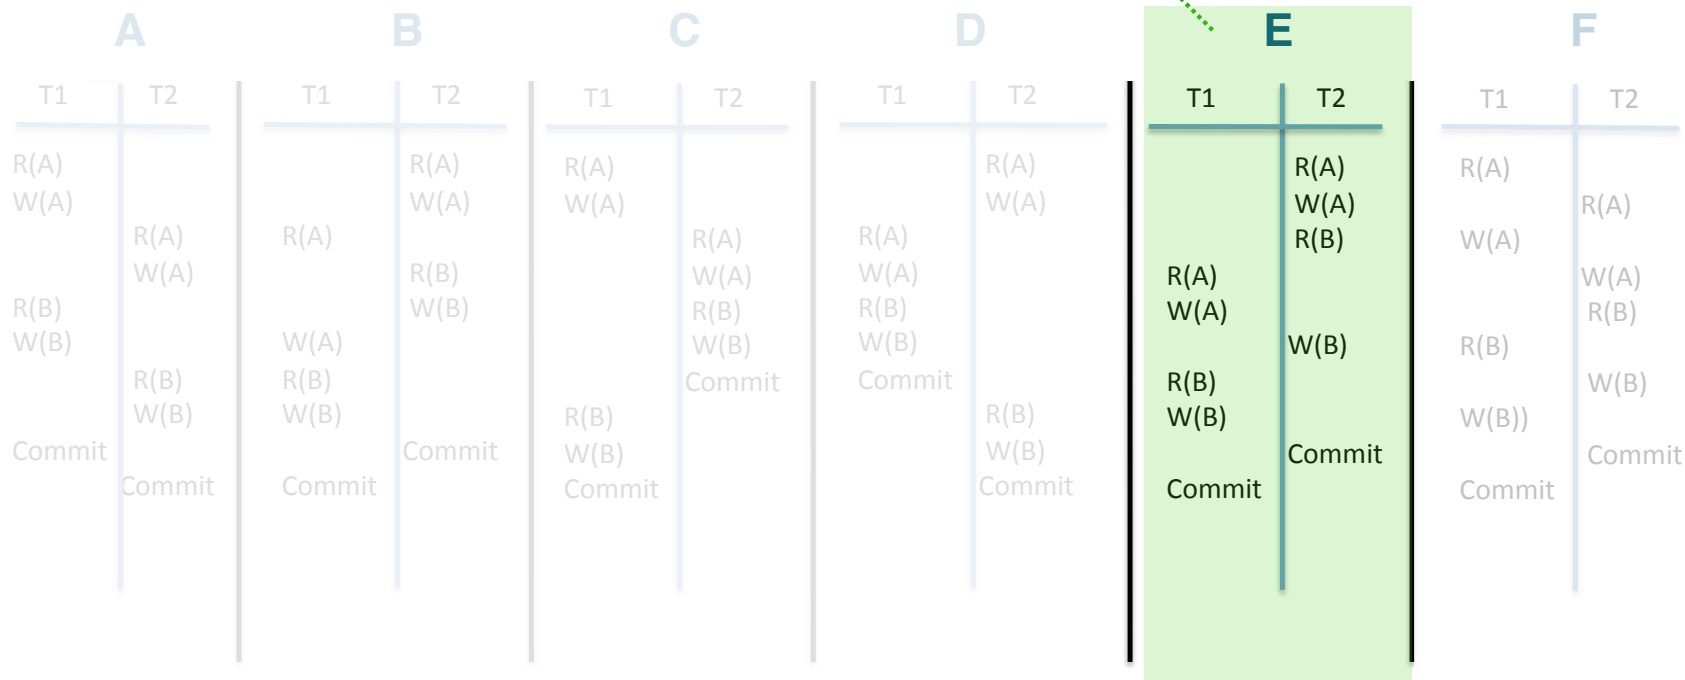 A B C D E F
T1 T2 T1 T2 T1 T2 T1 T2 T1 T2 T1 T2
R(A) R(A) R(A) R(A) R(A) R(A)
W(A) W(A) W(A) W(A) W(A) R(A)
R(A) R(A) R(A) R(A) R(B) W(A)
W(A) R(B) W(A) W(A) R(A) W(A)
R(B) W(B) R(B) R(B) W(A) R(B)
W(B) W(A) W(B) W(B) W(B) R(B)
R(B) R(B) Commit Commit R(B) W(B)
W(B) W(B) R(B) R(B) W(B) W(B))
Commit Commit W(B) W(B) Commit Commit
Commit Commit Commit Commit Commit Commit